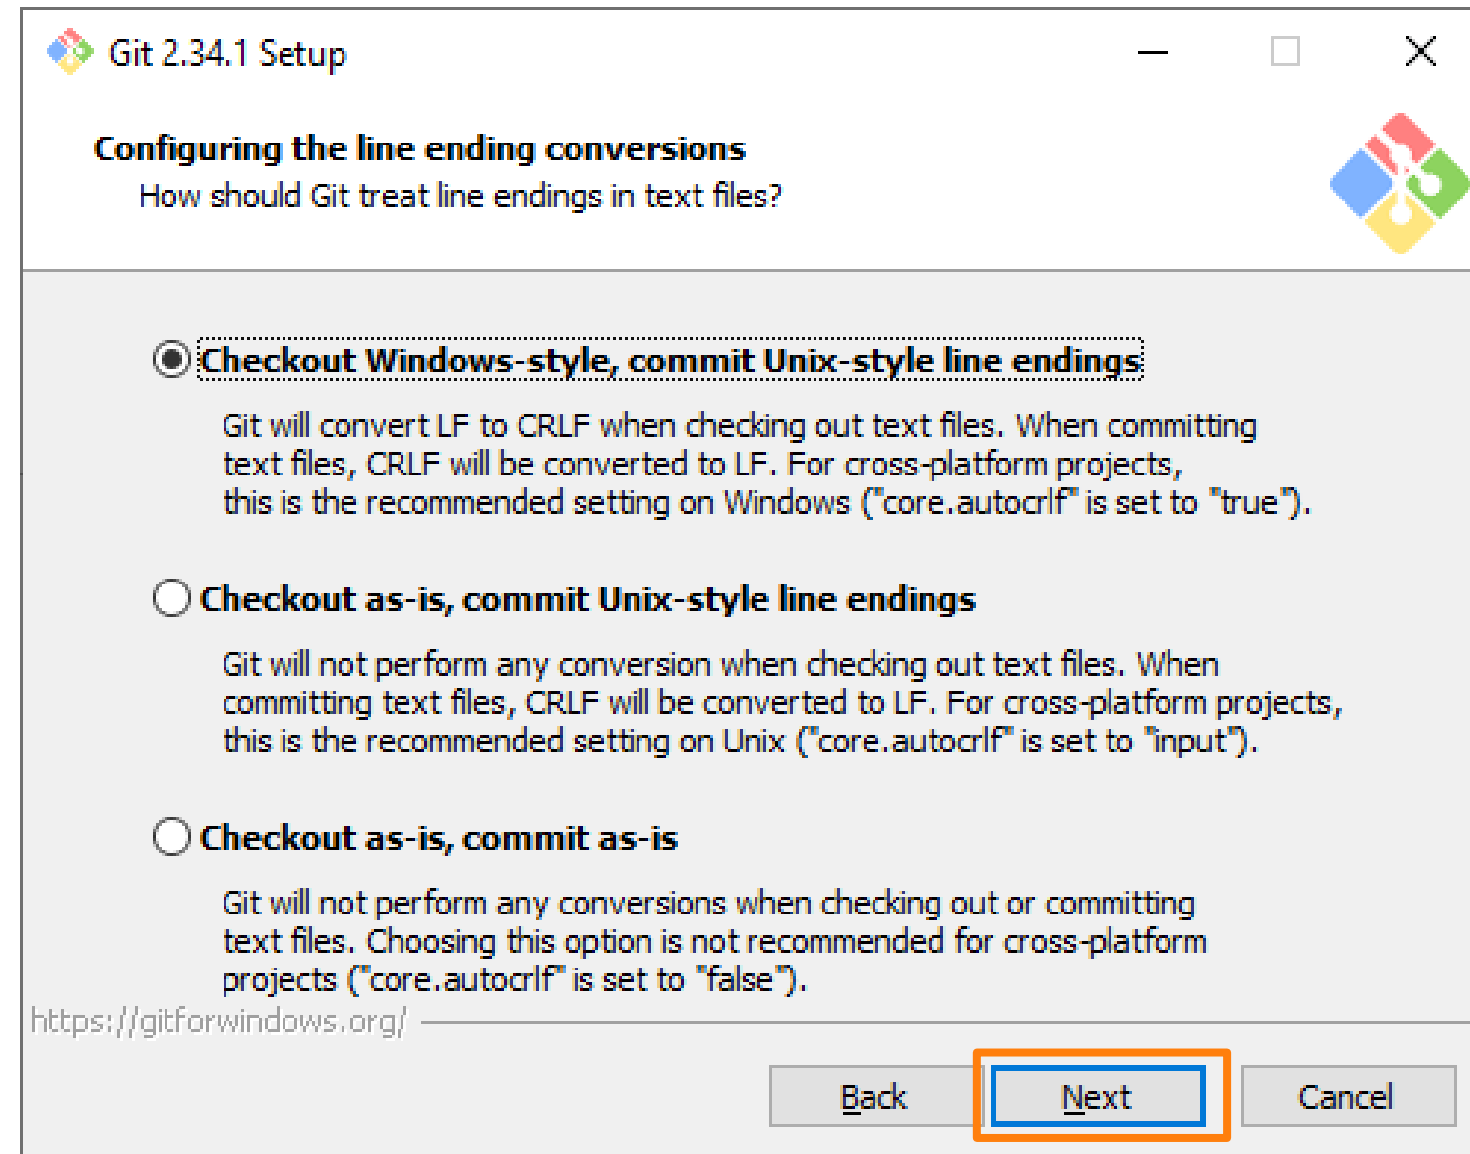 Git 2.34.1 Setup
Configuring the line ending conversions
How should Git treat line endings in text files?
Checkout Windows-style, commit Unix-style line endings
Git will convert LF to CRLF when checking out text files. When committing
text files, CRLF will be converted to LF. For cross-platform projects,
this is the recommended setting on Windows ("core.autocrlf" is set to "true").
Checkout as-is, commit Unix-style line endings
Git will not perform any conversion when checking out text files. When
committing text files, CRLF will be converted to LF. For cross-platform projects,
this is the recommended setting on Unix ("core.autocrlf" is set to "input").
Checkout as-is, commit as-is
Git will not perform any conversions when checking out or committing
text files. Choosing this option is not recommended for cross-platform
projects ("core.autocrlf" is set to "false").
https://gitforwindows.org/
Back Next Cancel